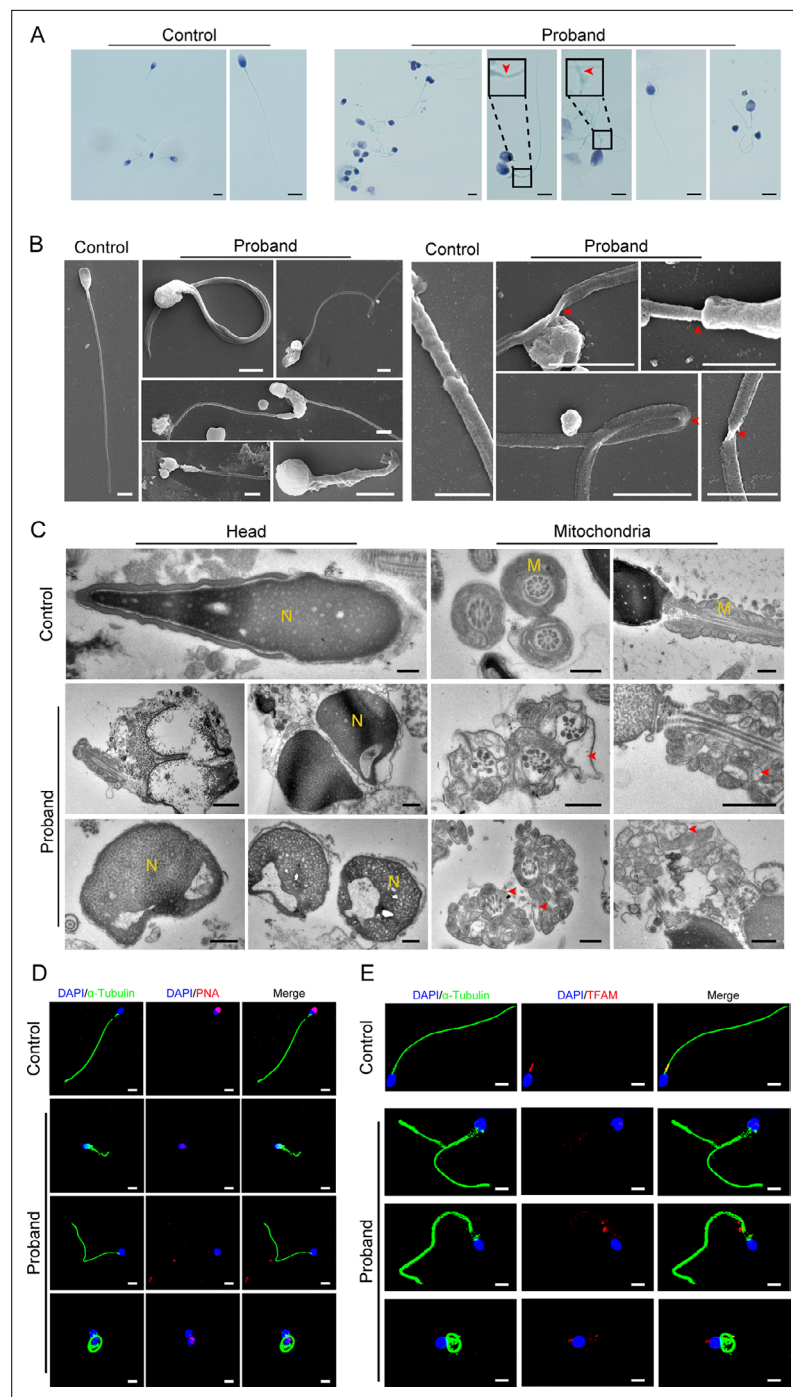 A
Control
Proband
B
Control
Proband
Control
Proband
C
Head
Mitochondria
Control
N
M
M
Proband
N
N
N
D
E
DAPI/α-Tubulin
DAPI/PNA
Merge
Control
Proband
DAPI/α-Tubulin
DAPI/TFAM
Merge
Control
Proband